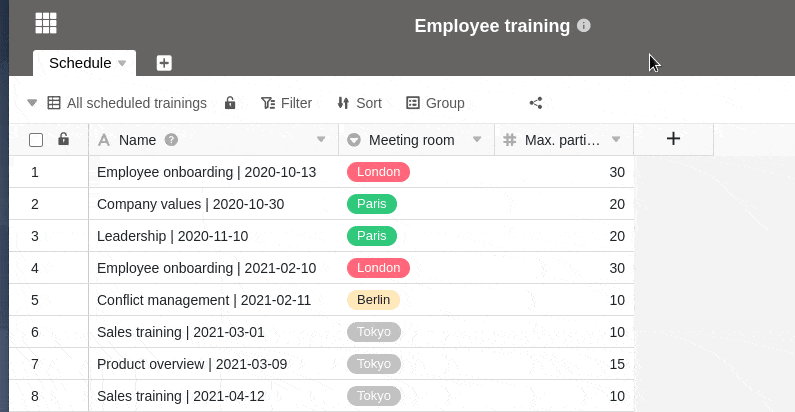 Employee training
Schedule
All scheduled trainings Filter Sort Group
Name Meeting room Max. parti…
1 Employee onboarding | 2020-10-13 London 30
2 Company values | 2020-10-30 Paris 20
3 Leadership | 2020-11-10 Paris 20
4 Employee onboarding | 2021-02-10 London 30
5 Conflict management | 2021-02-11 Berlin 10
6 Sales training | 2021-03-01 Tokyo 10
7 Product overview | 2021-03-09 Tokyo 15
8 Sales training | 2021-04-12 Tokyo 10